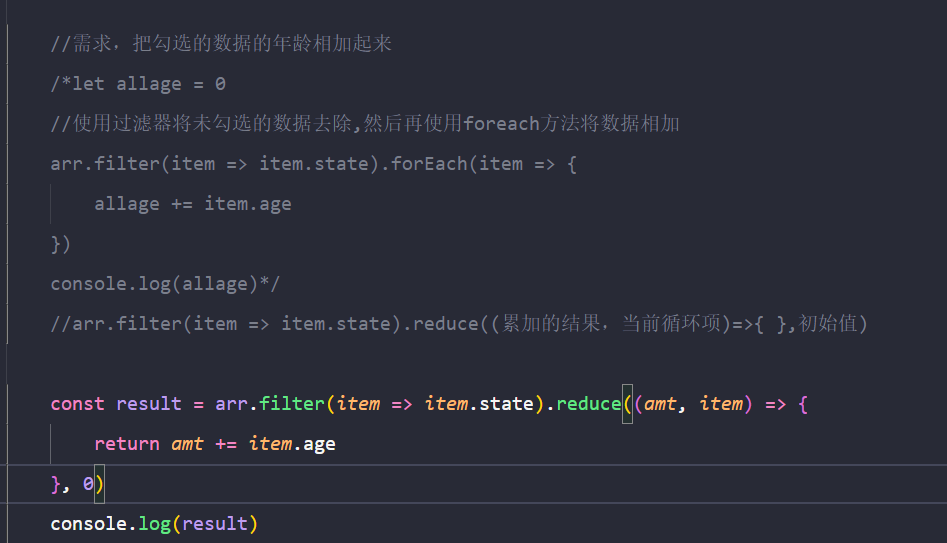 //需求，把勾选的数据的年龄相加起来
/*let allage = 0
//使用过滤器将未勾选的数据去除,然后再使用foreach方法将数据相加
arr.filter(item => item.state).forEach(item => {
allage += item.age
})
console.log(allage)*/
//arr.filter(item => item.state).reduce((累加的结果，当前循环项)=>{ },初始值)
const result = arr.filter(item => item.state).reduce((amt, item) => {
return amt += item.age
}, 0)
console.log(result)